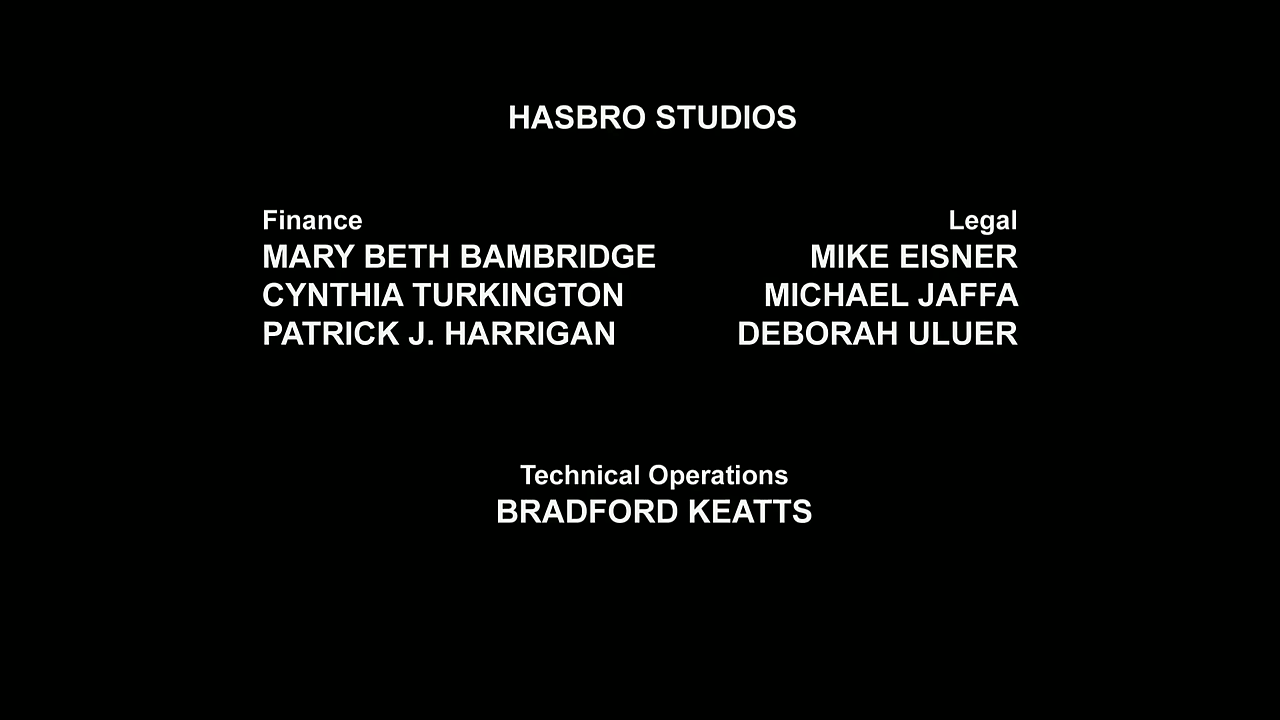 HASBRO STUDIOS
Finance
MARY BETH BAMBRIDGE
CYNTHIA TURKINGTON
PATRICK J. HARRIGAN
Legal
MIKE EISNER
MICHAEL JAFFA
DEBORAH ULUER
Technical Operations
BRADFORD KEATTS